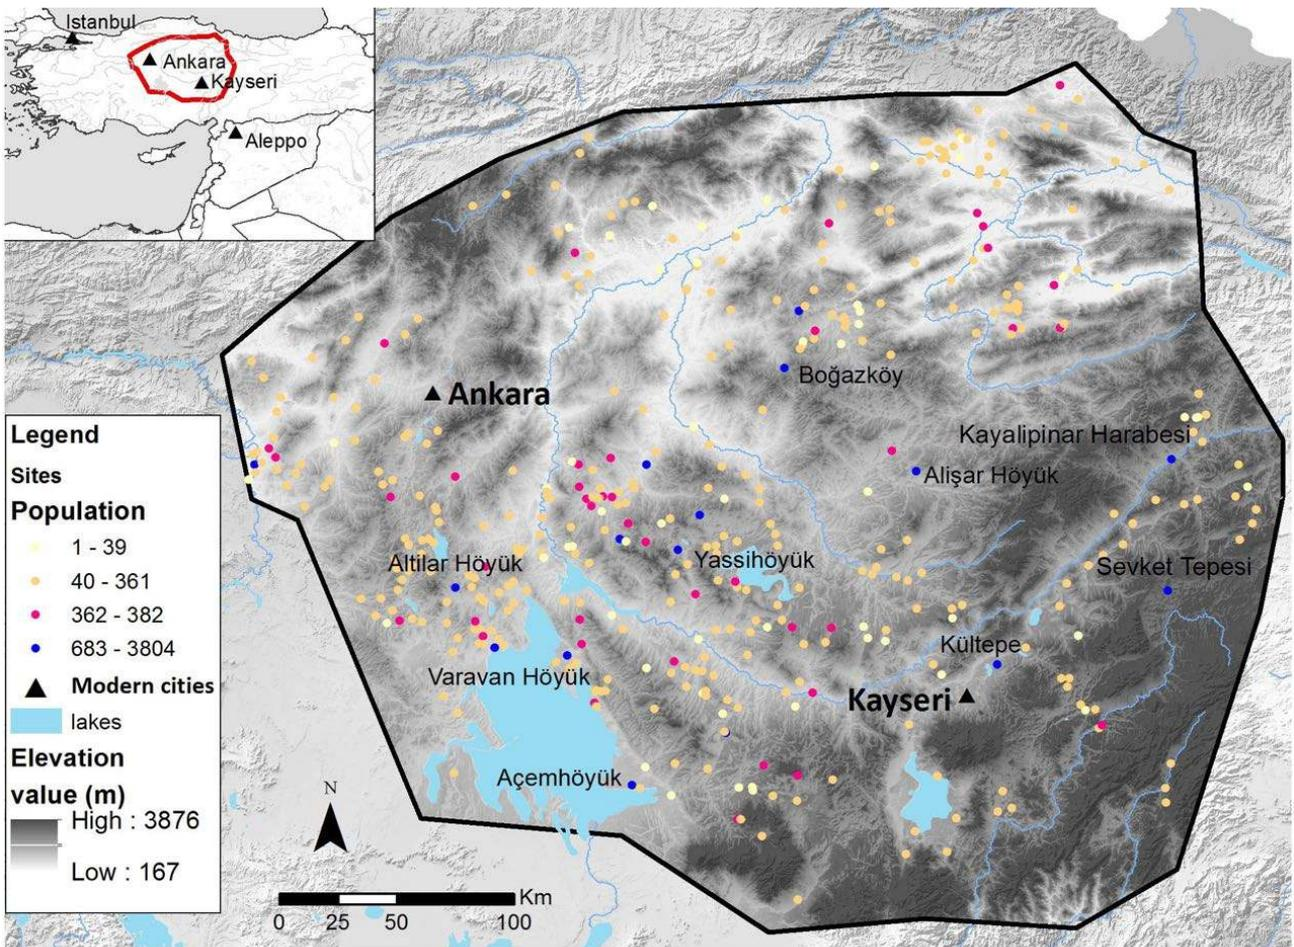 Istanbul
Ankara
Kayseri
Aleppo
Ankara
Boğazköy
Kayalipinar Harabesi
Alişar Höyük
Altilar Höyük
Yassihöyük
Sevket Tepesi
Kültepe
Varavan Höyük
Kayseri
Açemhöyük
Legend
Sites
Population
1 - 39
40 - 361
362 - 382
683 - 3804
Modern cities
lakes
Elevation
value (m)
High : 3876
Low : 167
N
Km
0 25 50 100